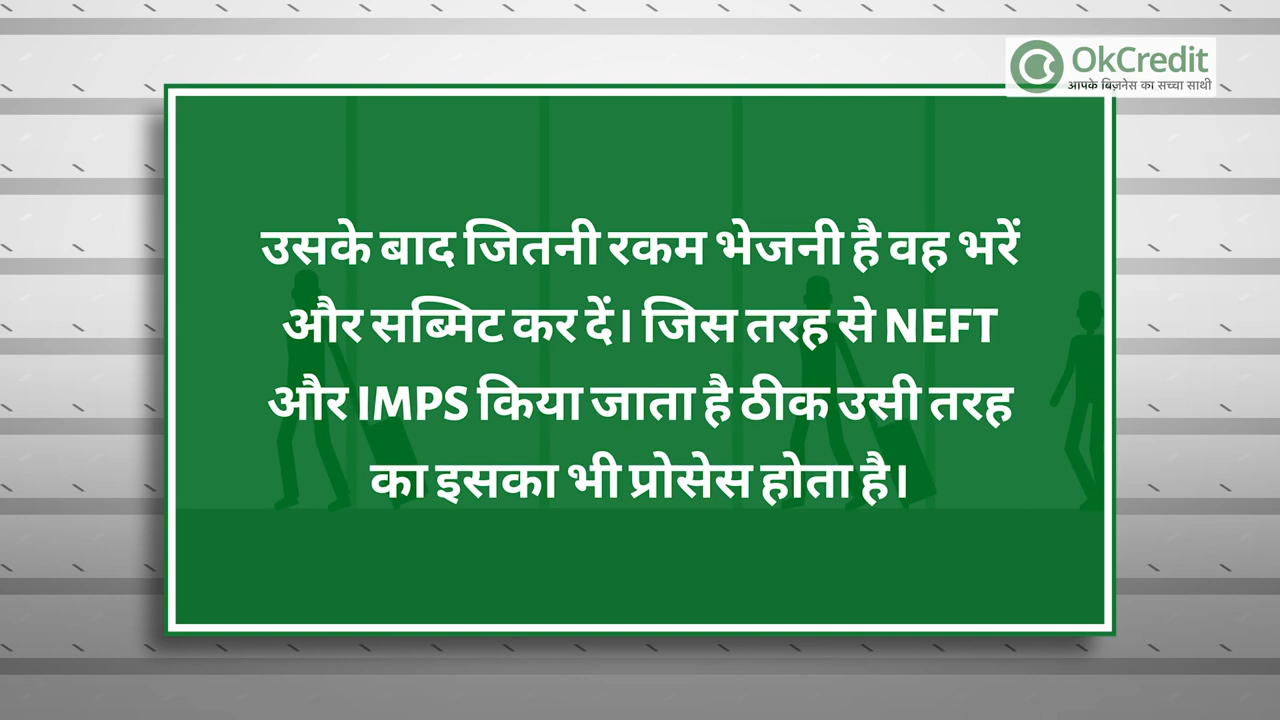 OkCredit
आपके बिज़नेस का सच्चा साथी
उसके बाद जितनी रकम भेजनी है वह भरें
और सब्मिट कर दें। जिस तरह से NEFT
और IMPS किया जाता है ठीक उसी तरह
का इसका भी प्रोसेस होता है।